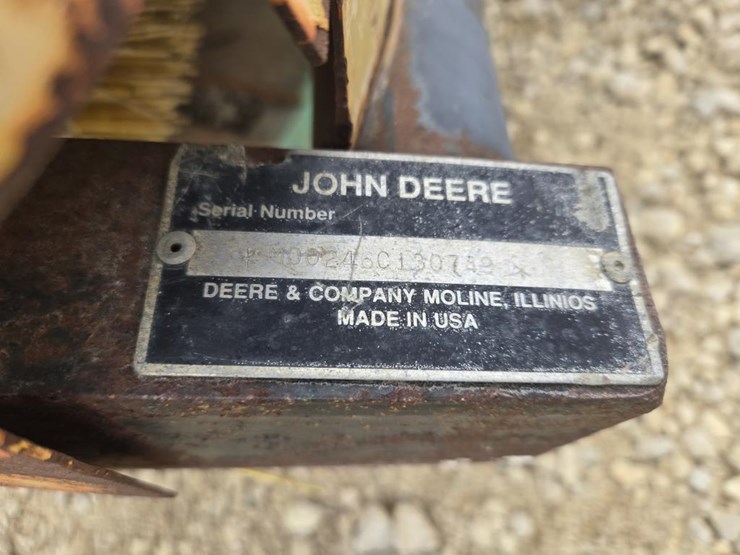 JOHN DEERE
Serial Number
DEERE & COMPANY MOLINE, ILLINIOS
MADE IN USA